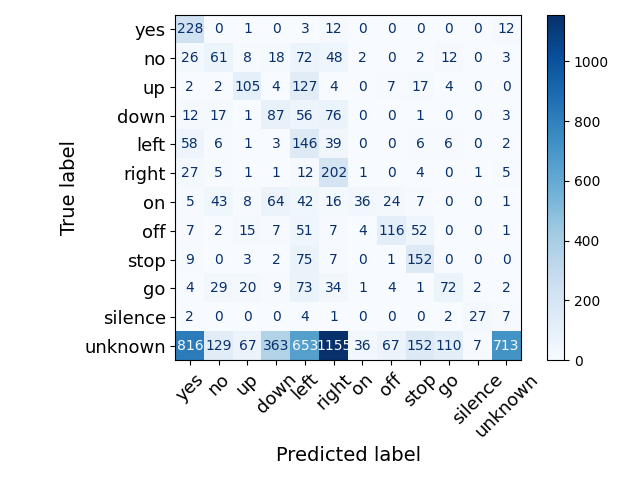 yes 228 0 1 0 3 12 0 0 0 0 0 12
no 26 61 8 18 72 48 2 0 2 12 0 3
up 2 2 105 4 127 4 0 7 17 4 0 0
down 12 17 1 87 56 76 0 0 1 0 0 3
left 58 6 1 3 146 39 0 0 6 6 0 2
right 27 5 1 1 12 202 1 0 4 0 1 5
on 5 43 8 64 42 16 36 24 7 0 0 1
off 7 2 15 7 51 7 4 116 52 0 0 1
stop 9 0 3 2 75 7 0 1 152 0 0 0
go 4 29 20 9 73 34 1 4 1 72 2 2
silence 2 0 0 0 4 1 0 0 0 2 27 7
unknown 816 129 67 363 653 1155 36 67 152 110 7 713
yes no up down left right on off stop go silence unknown
True label
Predicted label
1000
800
600
400
200
0